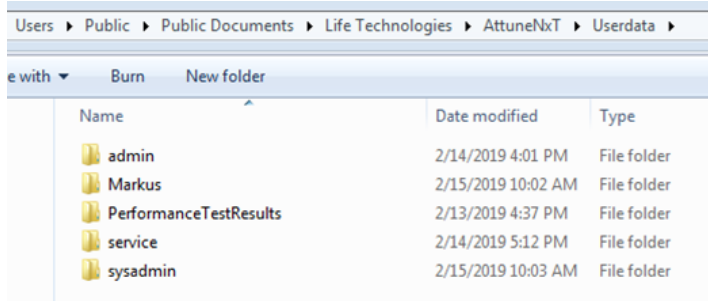 Users ▸ Public ▸ Public Documents ▸ Life Technologies ▸ AttuneNxT ▸ Userdata ▸
e with ▾ Burn New folder
Name Date modified Type
admin 2/14/2019 4:01 PM File folder
Markus 2/15/2019 10:02 AM File folder
PerformanceTestResults 2/13/2019 4:37 PM File folder
service 2/14/2019 5:12 PM File folder
sysadmin 2/15/2019 10:03 AM File folder